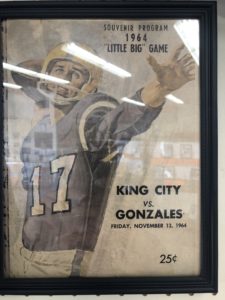 SOUVENIR PROGRAM
1964
"LITTLE BIG" GAME
17
KING CITY
VS.
GONZALES
FRIDAY, NOVEMBER 13, 1964
25¢